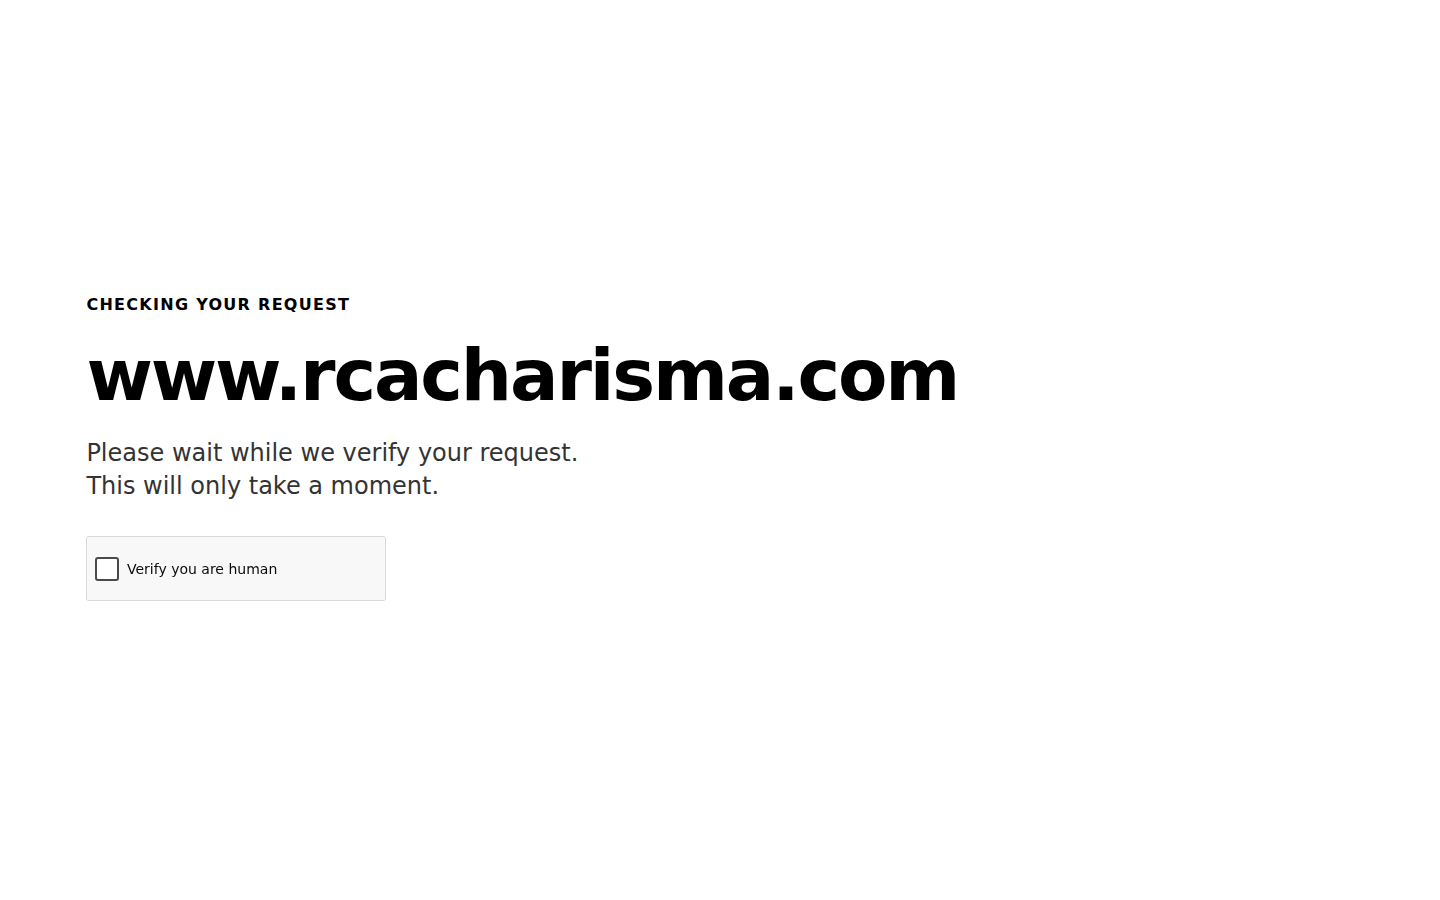 CHECKING YOUR REQUEST
www.rcacharisma.com
Please wait while we verify your request.
This will only take a moment.
Verify you are human